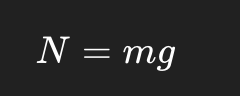 N = mg